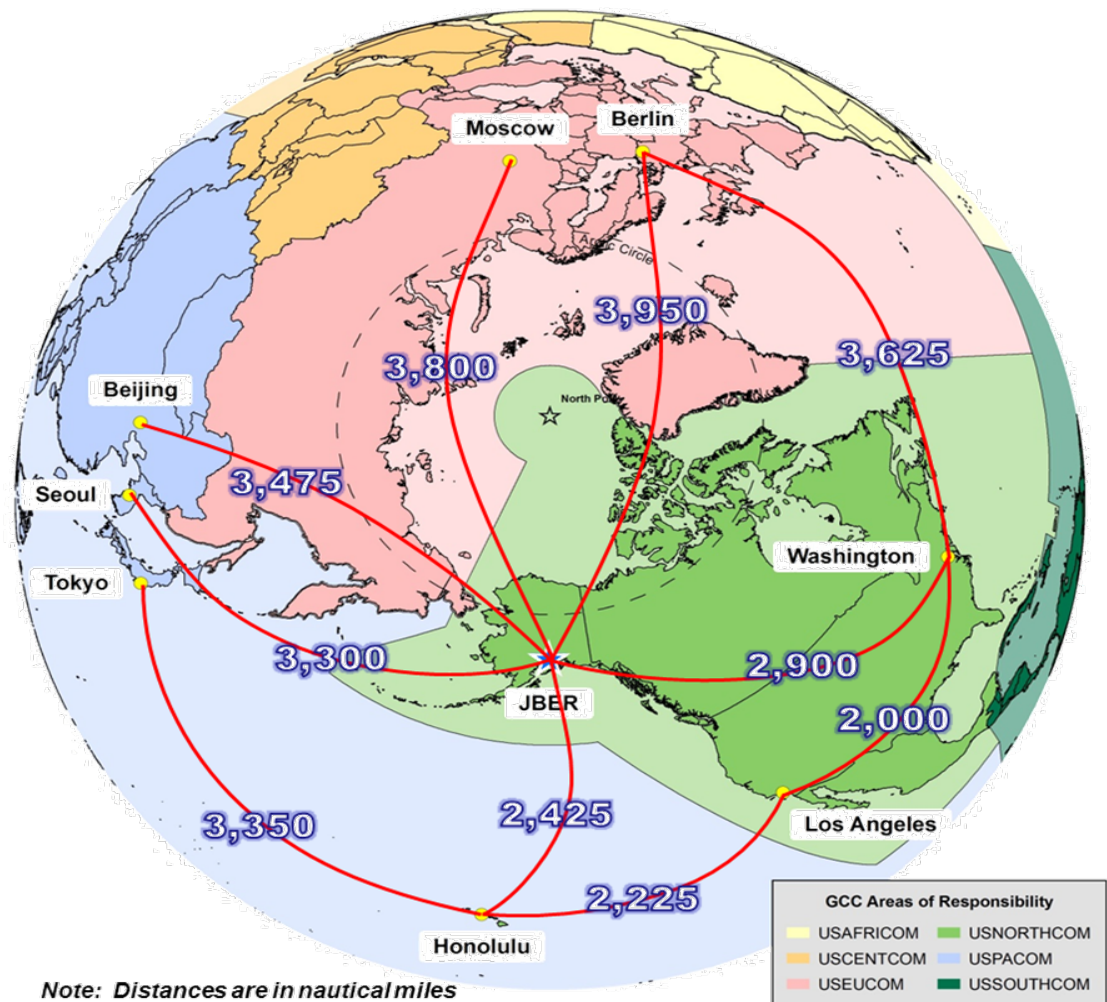 Moscow
Berlin
Arctic Circle
3,950
3,800
3,625
Beijing
North Pole
3,475
Seoul
Washington
Tokyo
3,300
2,900
JBER
2,000
2,425
3,350
Los Angeles
2,225
Honolulu
GCC Areas of Responsibility
USAFRICOM
USNORTHCOM
USCENTCOM
USPACOM
USEUCOM
USSOUTHCOM
Note: Distances are in nautical miles